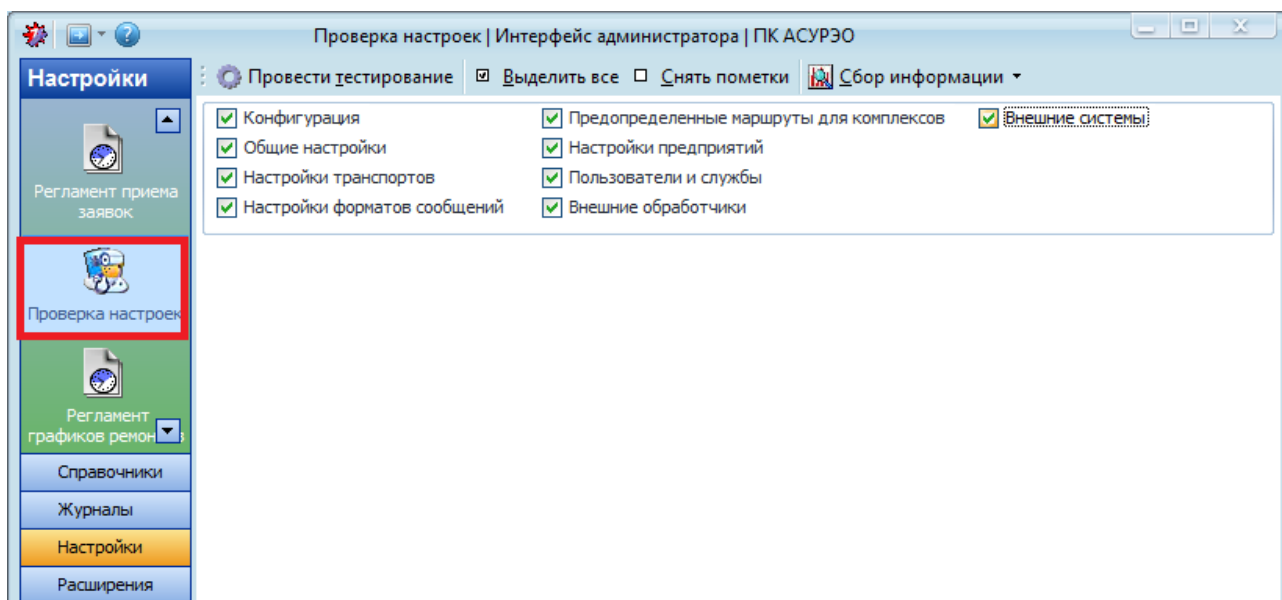 Проверка настроек | Интерфейс администратора | ПК АСУРЭО
Настройки
Провести тестирование Выделить все Снять пометки Сбор информации
Конфигурация Предопределенные маршруты для комплексов Внешние системы
Общие настройки Настройки предприятий
Настройки транспортов Пользователи и службы
Настройки форматов сообщений Внешние обработчики
Регламент приема
заявок
Проверка настроек
Регламент
графиков
Справочники
Журналы
Настройки
Расширения